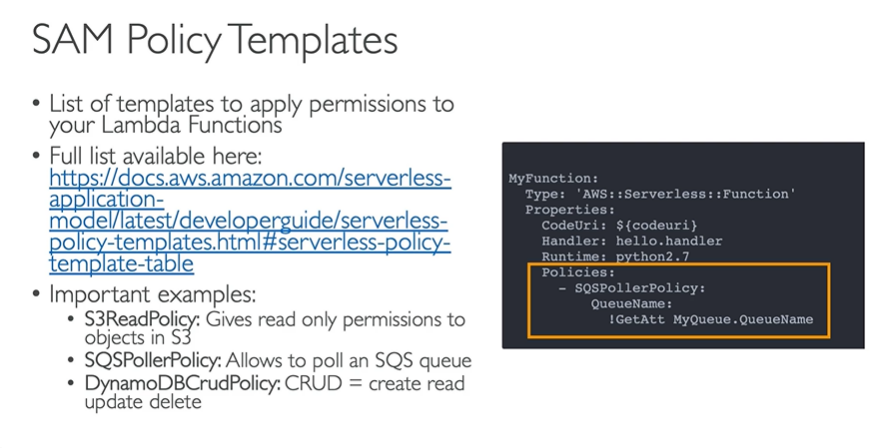 SAM Policy Templates
• List of templates to apply permissions to
your Lambda Functions
• Full list available here:
https://docs.aws.amazon.com/serverless-
application-
model/latest/developerguide/serverless-
policy-templates.html#serverless-policy-
template-table
• Important examples:
• S3ReadPolicy: Gives read only permissions to
objects in S3
• SQSPollerPolicy: Allows to poll an SQS queue
• DynamoDBCrudPolicy: CRUD = create read
update delete
MyFunction:
Type: 'AWS::Serverless::Function'
Properties:
CodeUri: ${codeuri}
Handler: hello.handler
Runtime: python2.7
Policies:
- SQSPollerPolicy:
QueueName:
!GetAtt MyQueue.QueueName